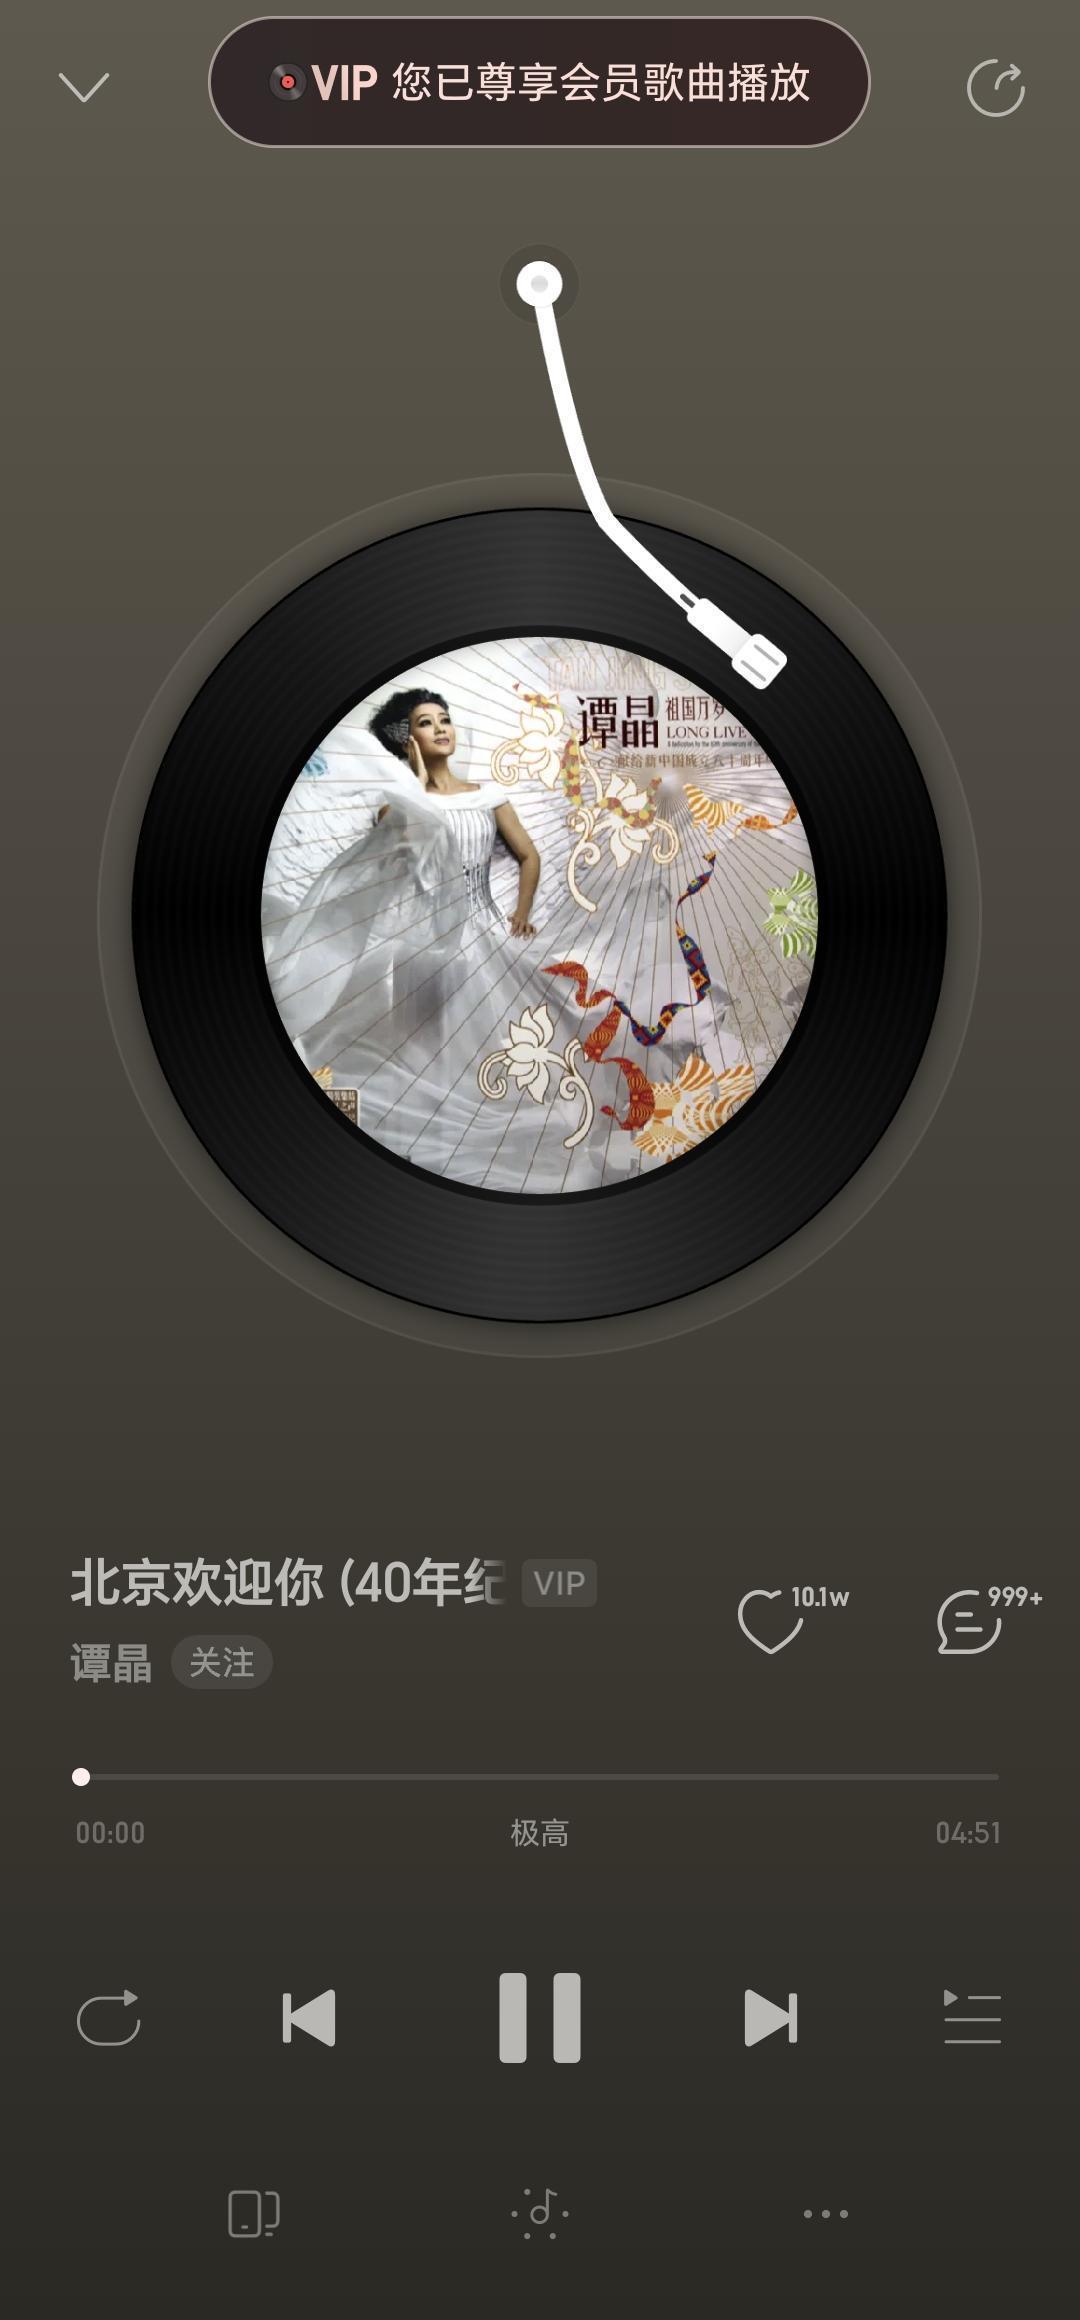 VIP 您已尊享会员歌曲播放
TAN JING
谭晶
祖国万岁
LONG LIVE
献给新中国成立六十周年
北京欢迎你 (40年纪 VIP
10.1w
999+
谭晶 关注
00:00 极高 04:51